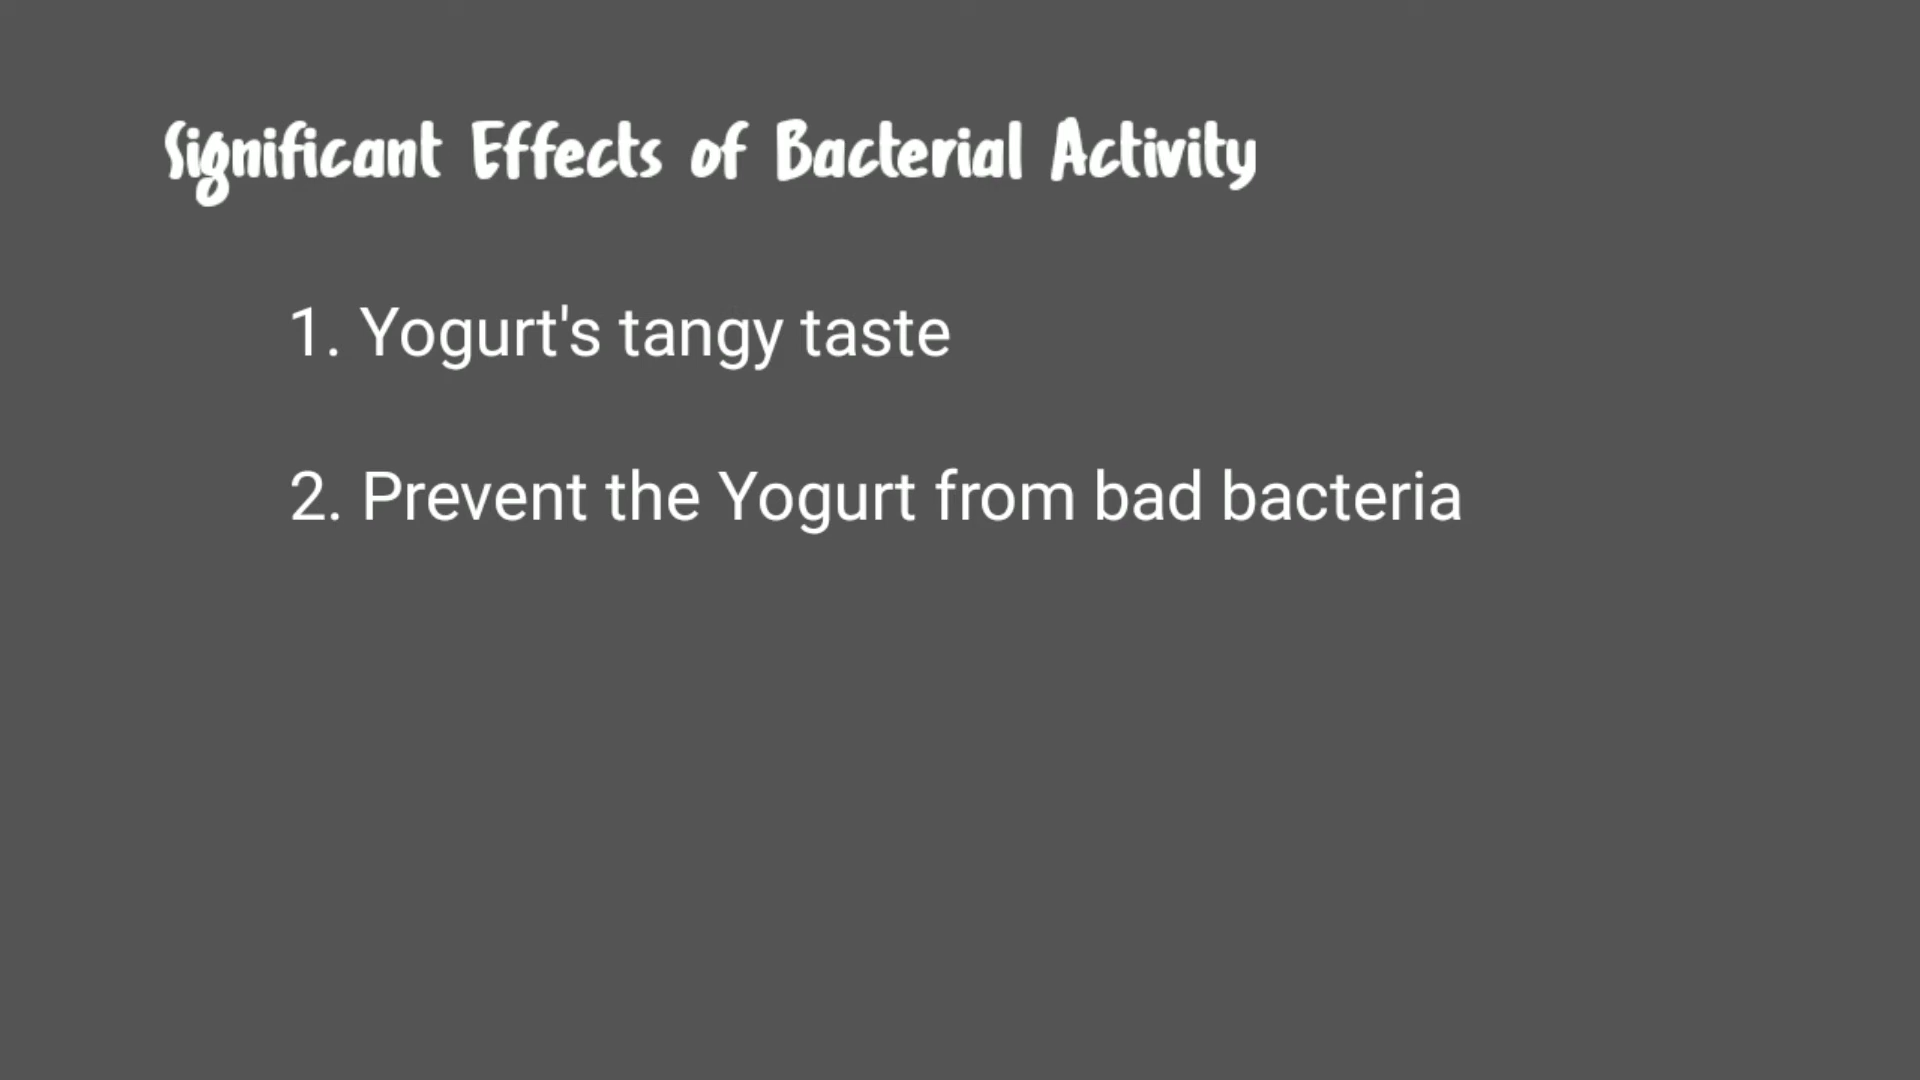 Significant Effects of Bacterial Activity
1. Yogurt's tangy taste
2. Prevent the Yogurt from bad bacteria